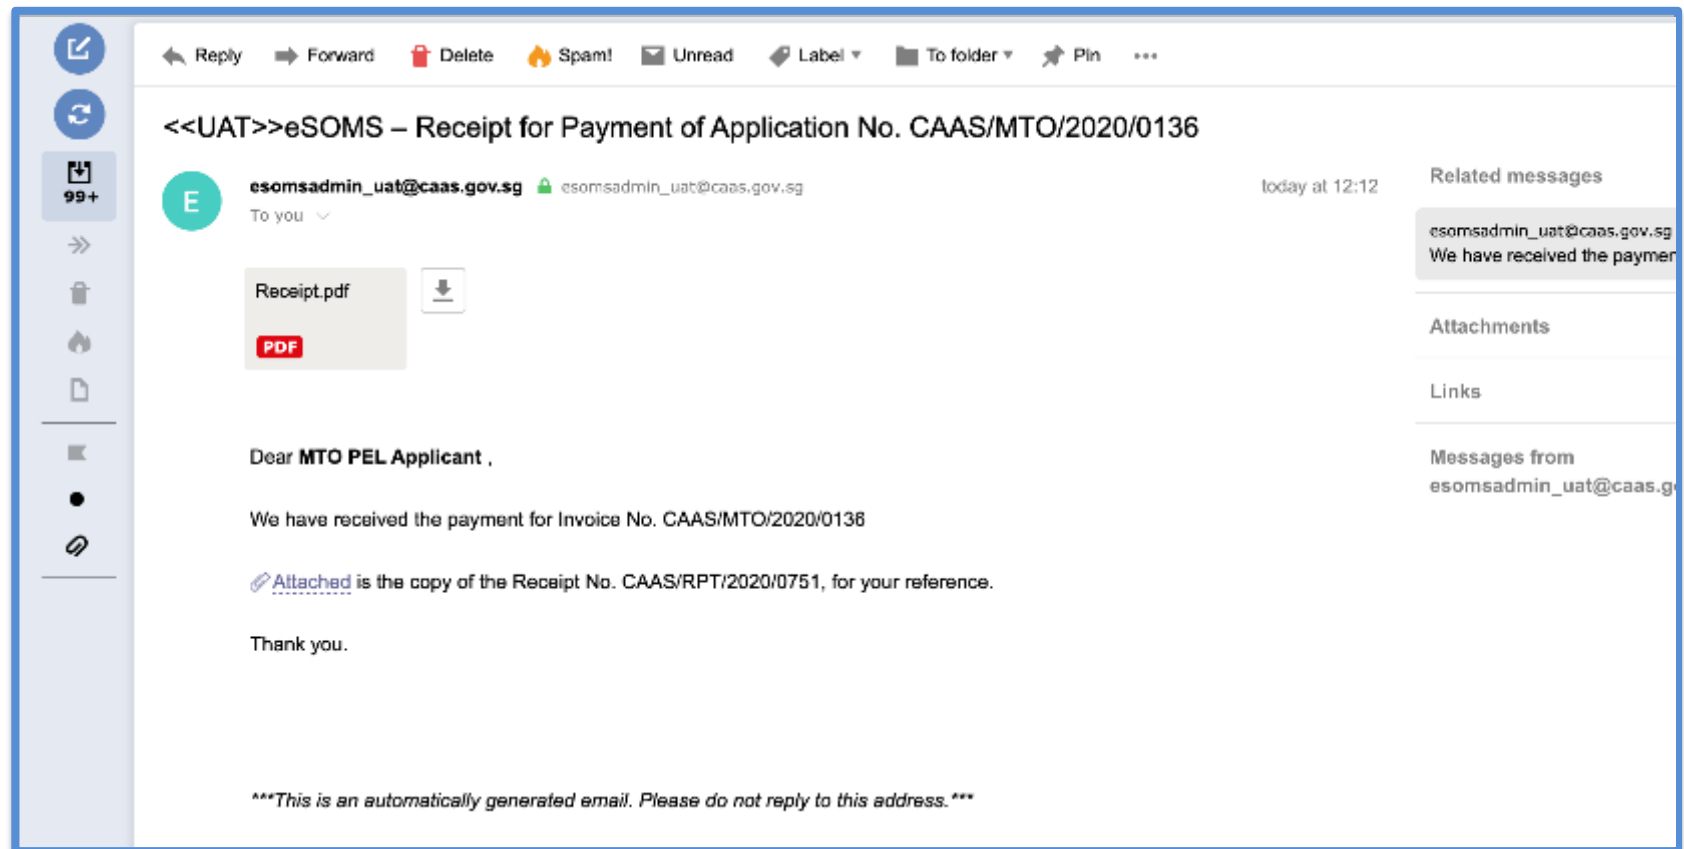 Reply Forward Delete Spam! Unread Label To folder Pin
<<UAT>>eSOMS – Receipt for Payment of Application No. CAAS/MTO/2020/0136
99+
E
esomsadmin_uat@caas.gov.sg esomsadmin_uat@caas.gov.sg today at 12:12
To you
Receipt.pdf
PDF
Dear MTO PEL Applicant ,
We have received the payment for Invoice No. CAAS/MTO/2020/0136
Attached is the copy of the Receipt No. CAAS/RPT/2020/0751, for your reference.
Thank you.
***This is an automatically generated email. Please do not reply to this address.***
Related messages
esomsadmin_uat@caas.gov.sg
We have received the paymen
Attachments
Links
Messages from
esomsadmin_uat@caas.g